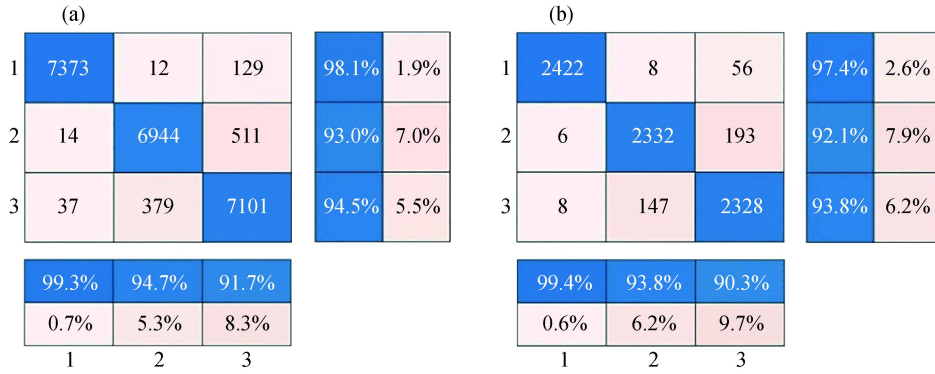 (a)
1 7373 12 129 98.1% 1.9%
2 14 6944 511 93.0% 7.0%
3 37 379 7101 94.5% 5.5%
99.3% 94.7% 91.7%
0.7% 5.3% 8.3%
1 2 3
(b)
1 2422 8 56 97.4% 2.6%
2 6 2332 193 92.1% 7.9%
3 8 147 2328 93.8% 6.2%
99.4% 93.8% 90.3%
0.6% 6.2% 9.7%
1 2 3